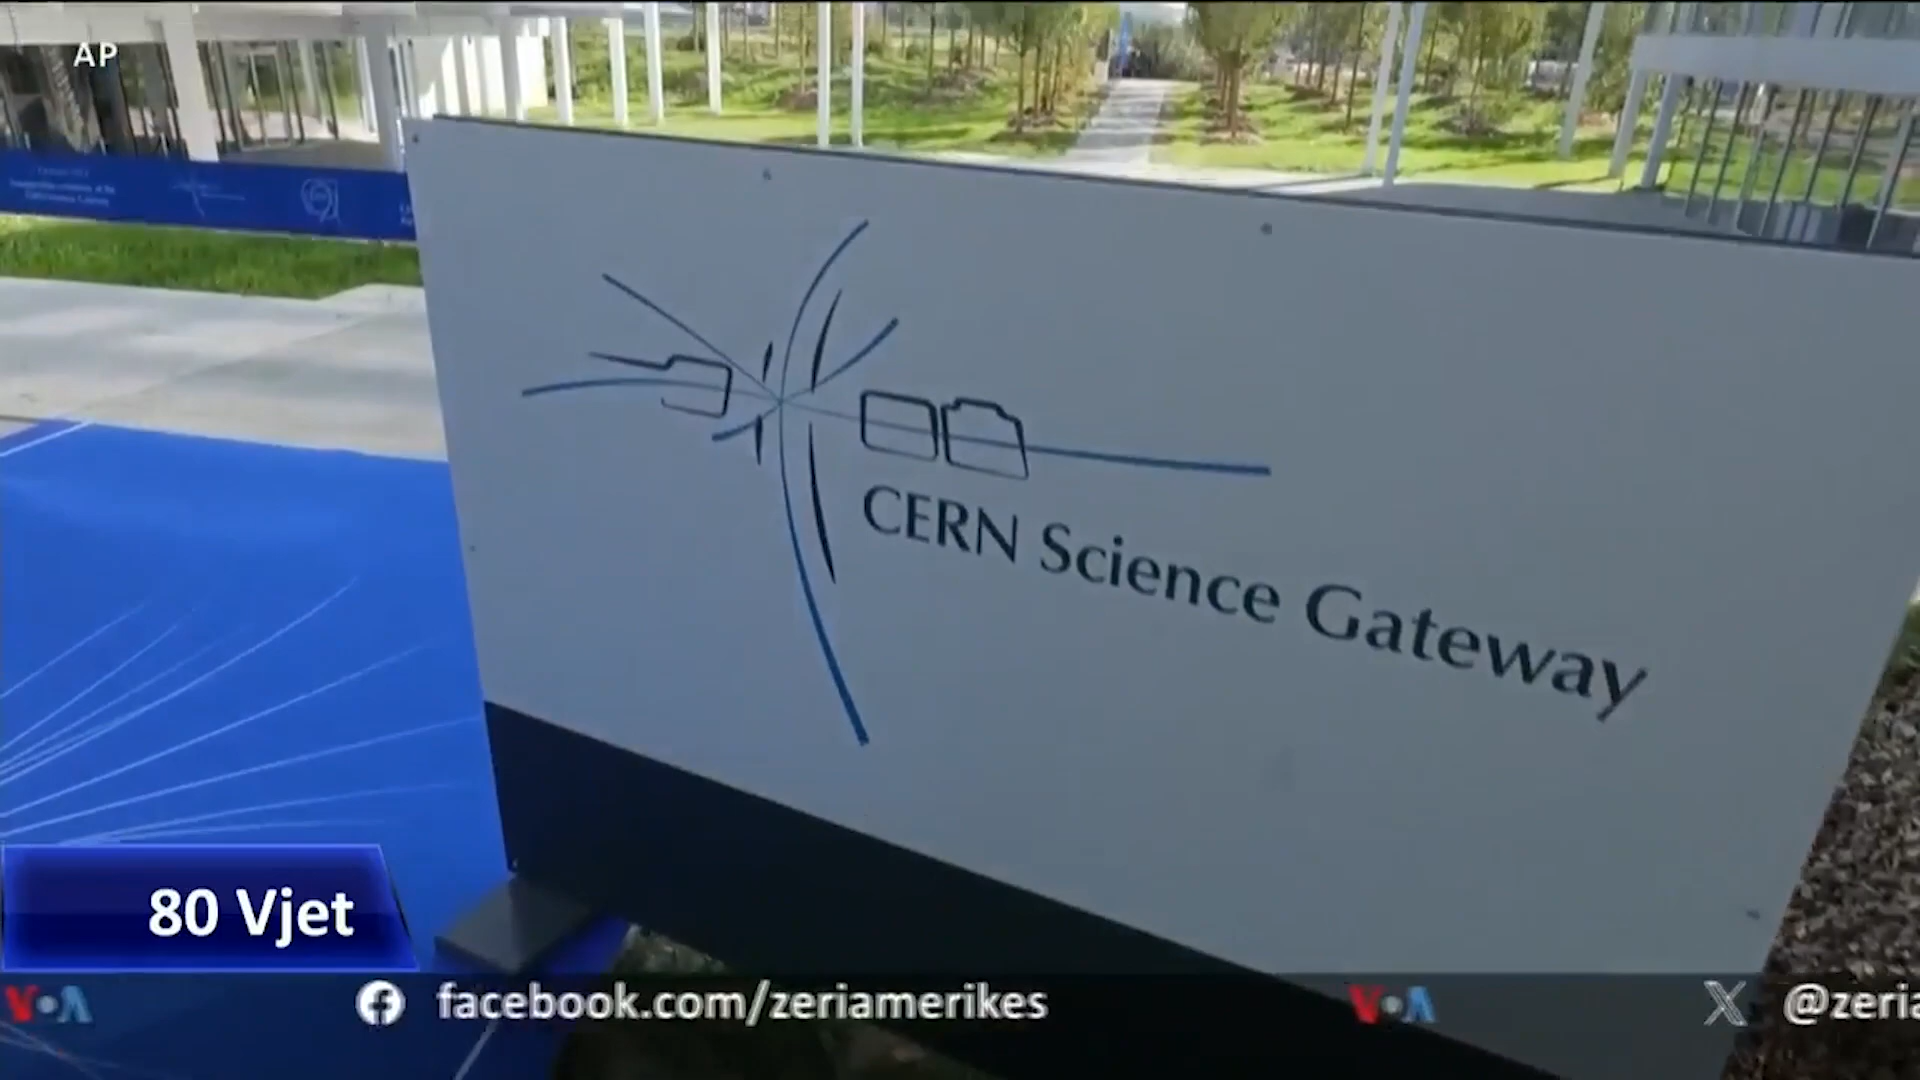 AP
CERN Science Gateway
80 Vjet
VOA
facebook.com/zeriamerikes
VOA
X @zeria